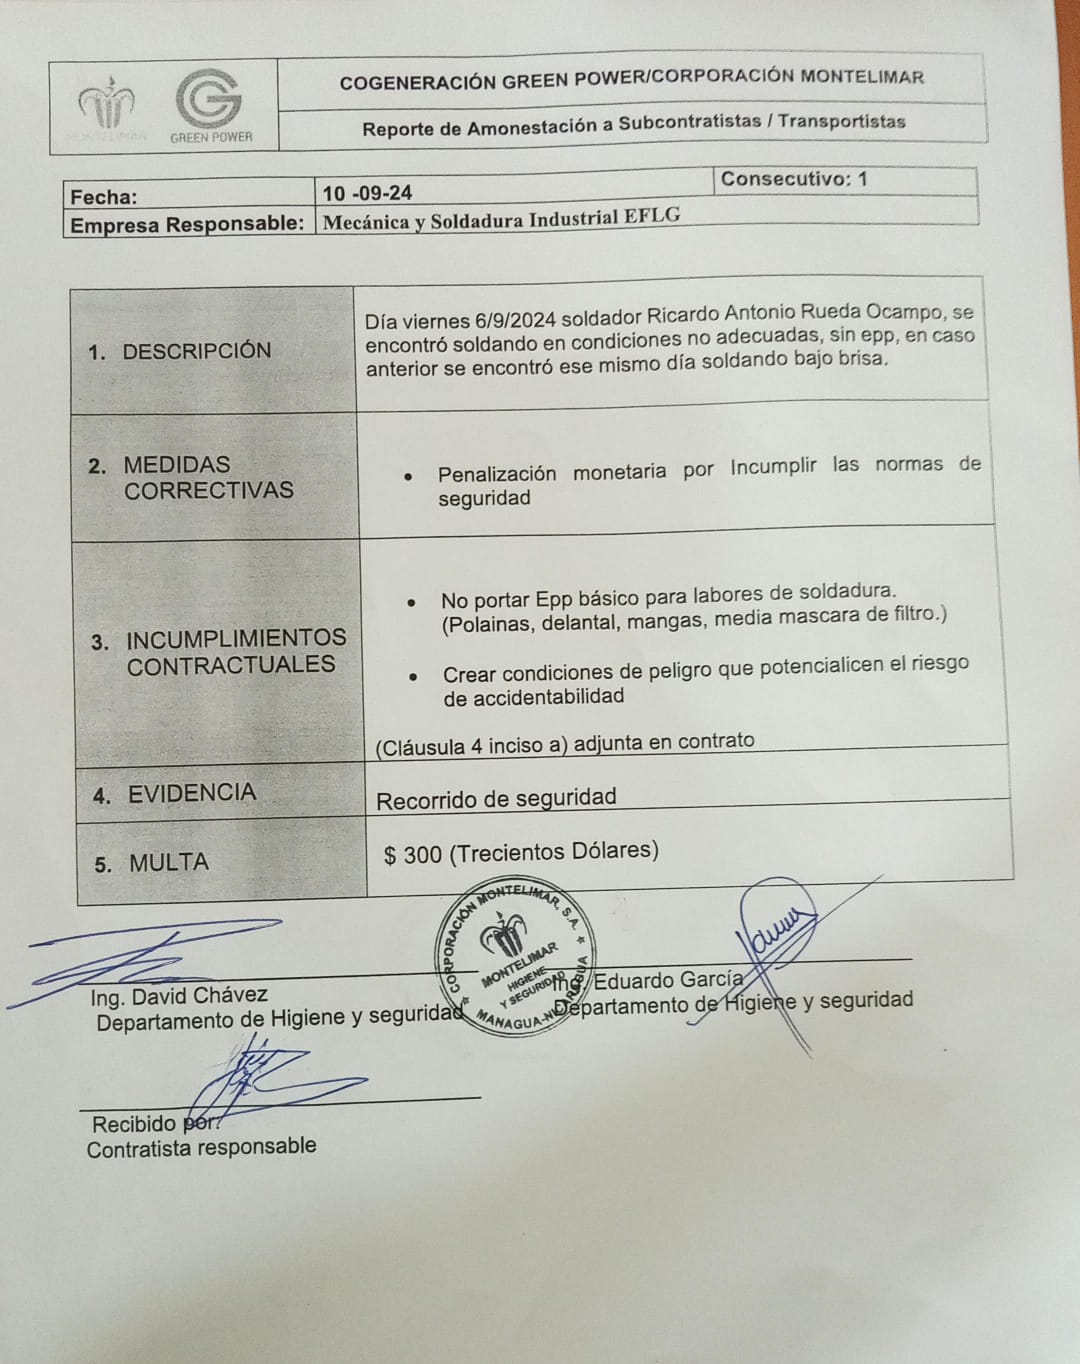 COGENERACIÓN GREEN POWER/CORPORACIÓN MONTELIMAR
MONTELIMAR
GREEN POWER
Reporte de Amonestación a Subcontratistas / Transportistas
Fecha: 10 -09-24 Consecutivo: 1
Empresa Responsable: Mecánica y Soldadura Industrial EFLG
1. DESCRIPCIÓN
Día viernes 6/9/2024 soldador Ricardo Antonio Rueda Ocampo, se
encontró soldando en condiciones no adecuadas, sin epp, en caso
anterior se encontró ese mismo día soldando bajo brisa.
2. MEDIDAS
CORRECTIVAS
• Penalización monetaria por Incumplir las normas de
seguridad
3. INCUMPLIMIENTOS
CONTRACTUALES
• No portar Epp básico para labores de soldadura.
(Polainas, delantal, mangas, media mascara de filtro.)
• Crear condiciones de peligro que potencialicen el riesgo
de accidentabilidad
(Cláusula 4 inciso a) adjunta en contrato
4. EVIDENCIA
Recorrido de seguridad
5. MULTA
$ 300 (Trecientos Dólares)
CORPORACIÓN MONTELIMAR, S.A.
MONTELIMAR
HIGIENE
Y SEGURIDAD
MANAGUA-NICARAGUA
Ing. David Chávez
Departamento de Higiene y seguridad
Ing. Eduardo García
Departamento de Higiene y seguridad
Recibido por:
Contratista responsable